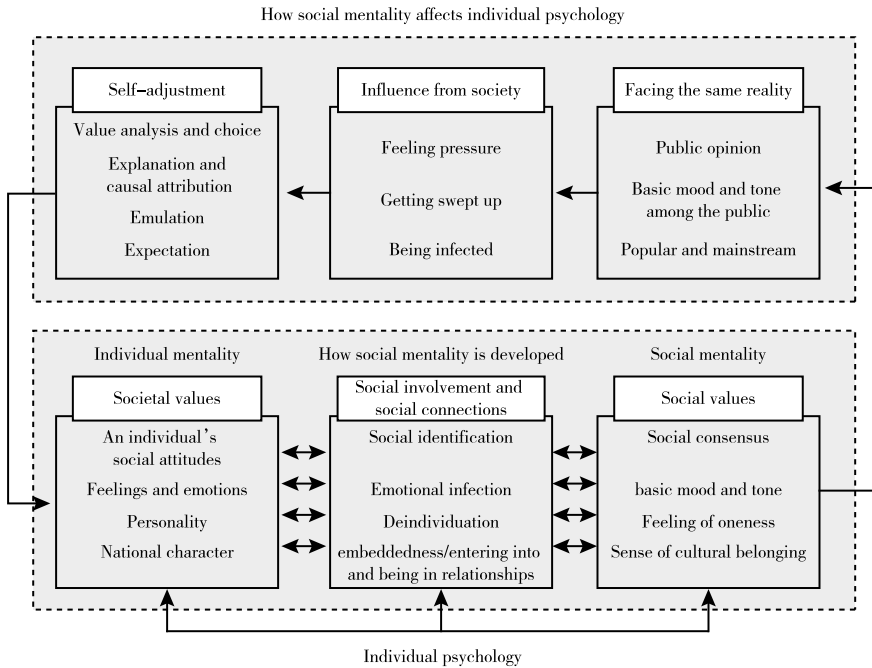 How social mentality affects individual psychology
Self-adjustment
Value analysis and choice
Explanation and
causal attribution
Emulation
Expectation
Influence from society
Feeling pressure
Getting swept up
Being infected
Facing the same reality
Public opinion
Basic mood and tone
among the public
Popular and mainstream
Individual mentality
How social mentality is developed
Social mentality
Societal values
An individual's
social attitudes
Feelings and emotions
Personality
National character
Social involvement and
social connections
Social identification
Emotional infection
Deindividuation
embeddedness/entering into
and being in relationships
Social values
Social consensus
basic mood and tone
Feeling of oneness
Sense of cultural belonging
Individual psychology